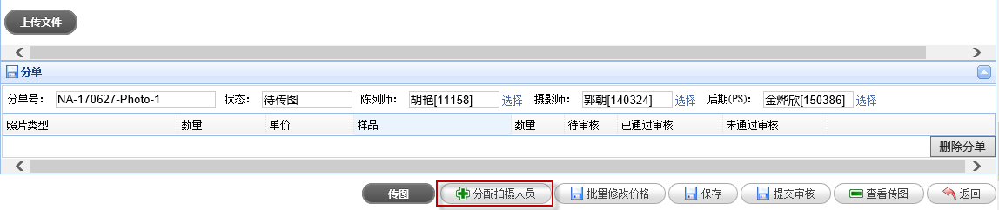 上传文件
分单
分单号： NA-170627-Photo-1 状态： 待传图 陈列师： 胡艳[11158] 选择 摄影师： 郭朝[140324] 选择 后期(PS)： 金烨欣[150386] 选择
照片类型 数量 单价 样品 数量 待审核 已通过审核 未通过审核
删除分单
传图 分配拍摄人员 批量修改价格 保存 提交审核 查看传图 返回